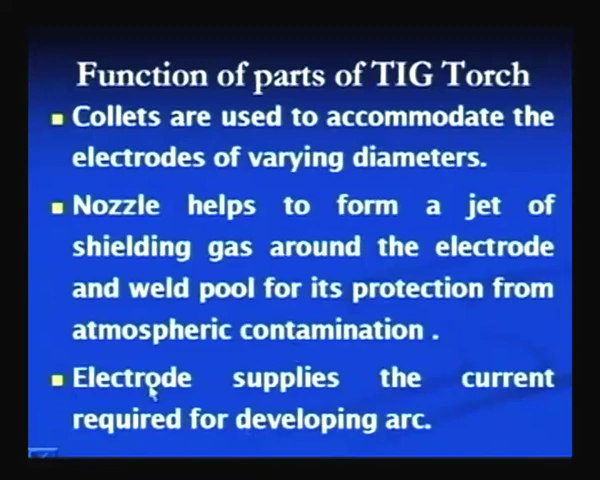 Function of parts of TIG Torch
Collets are used to accommodate the
electrodes of varying diameters.
Nozzle helps to form a jet of
shielding gas around the electrode
and weld pool for its protection from
atmospheric contamination .
Electrode supplies the current
required for developing arc.